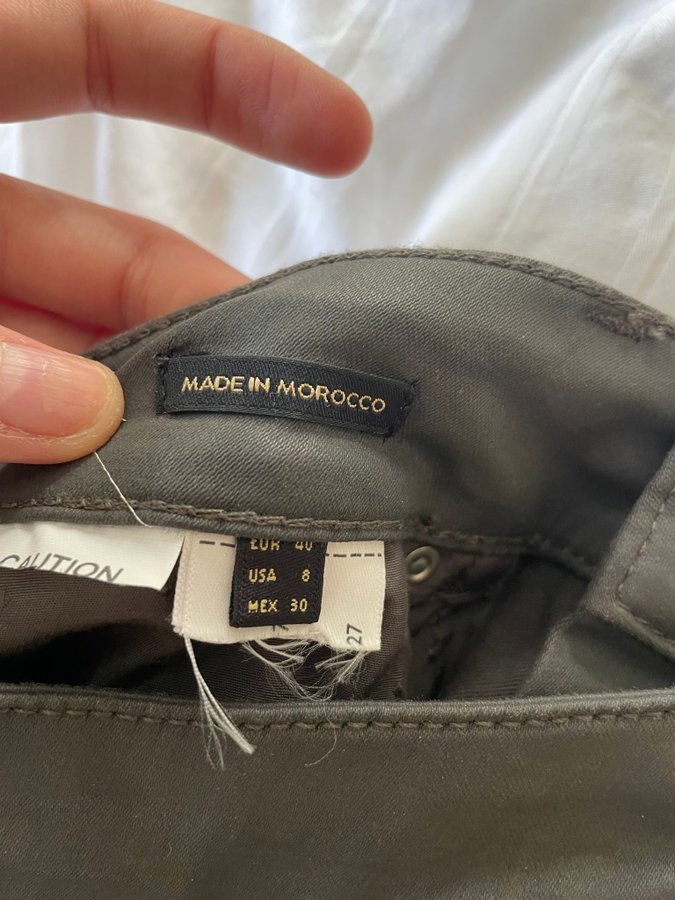 MADE IN MOROCCO
CAUTION
EUR 40
USA 8
MEX 30
27